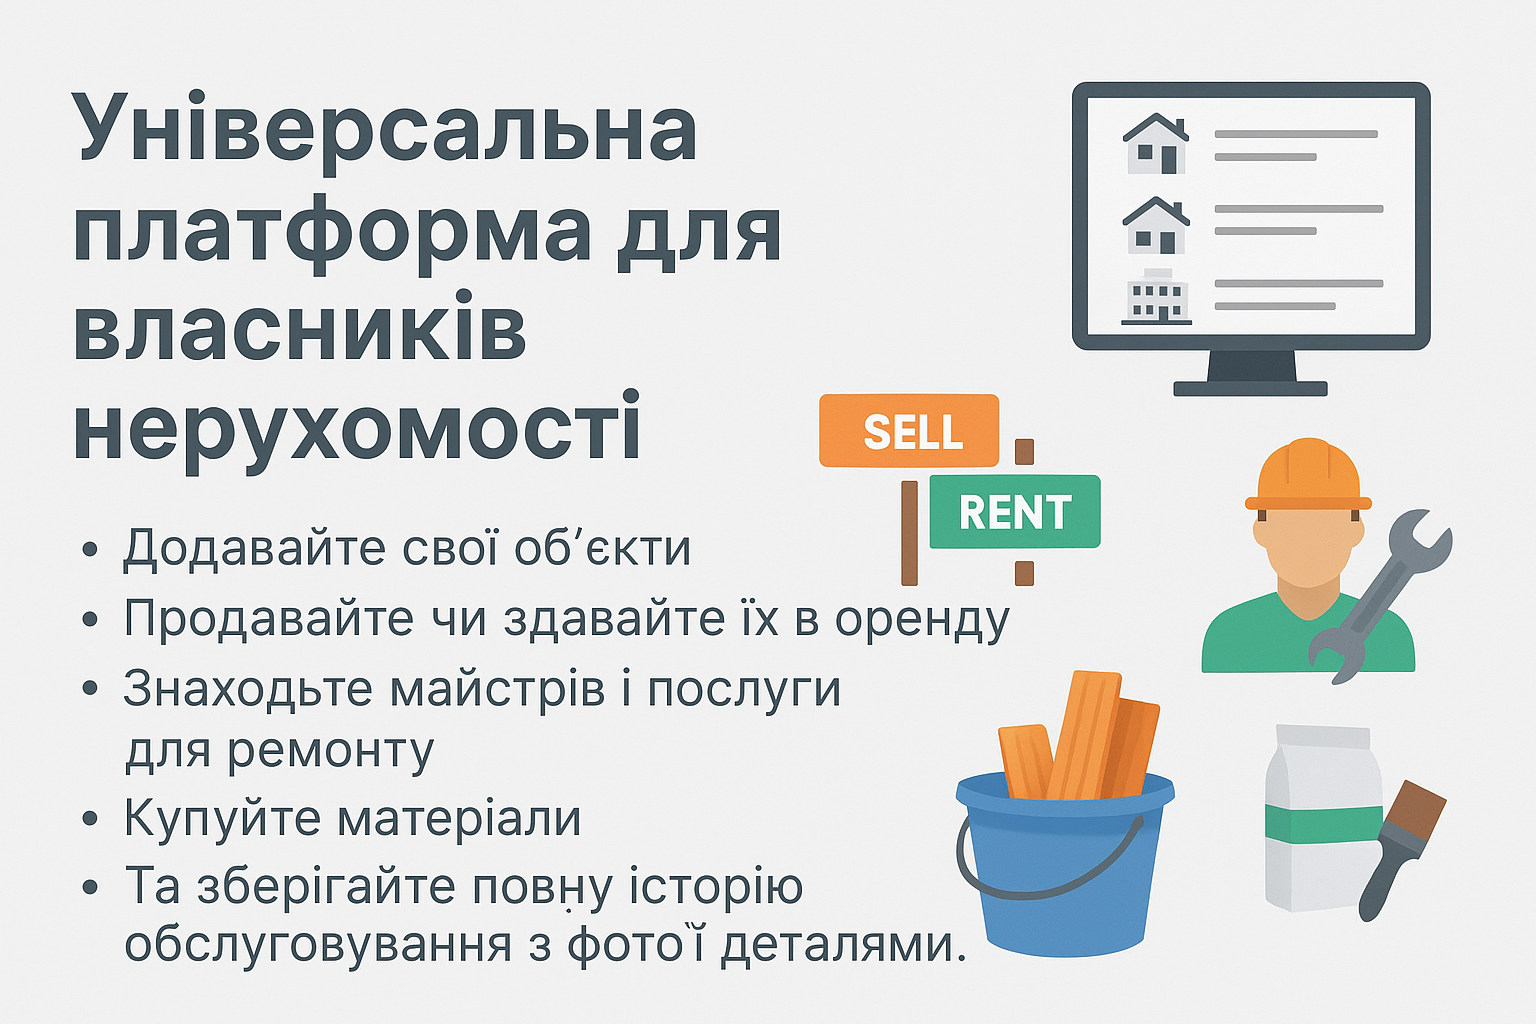 Універсальна
платформа для
власників
нерухомості
• Додавайте свої об’єкти
• Продавайте чи здавайте їх в оренду
• Знаходьте майстрів і послуги
для ремонту
• Купуйте матеріали
• Та зберігайте повну історію
обслуговування з фото ї деталями.
SELL
RENT